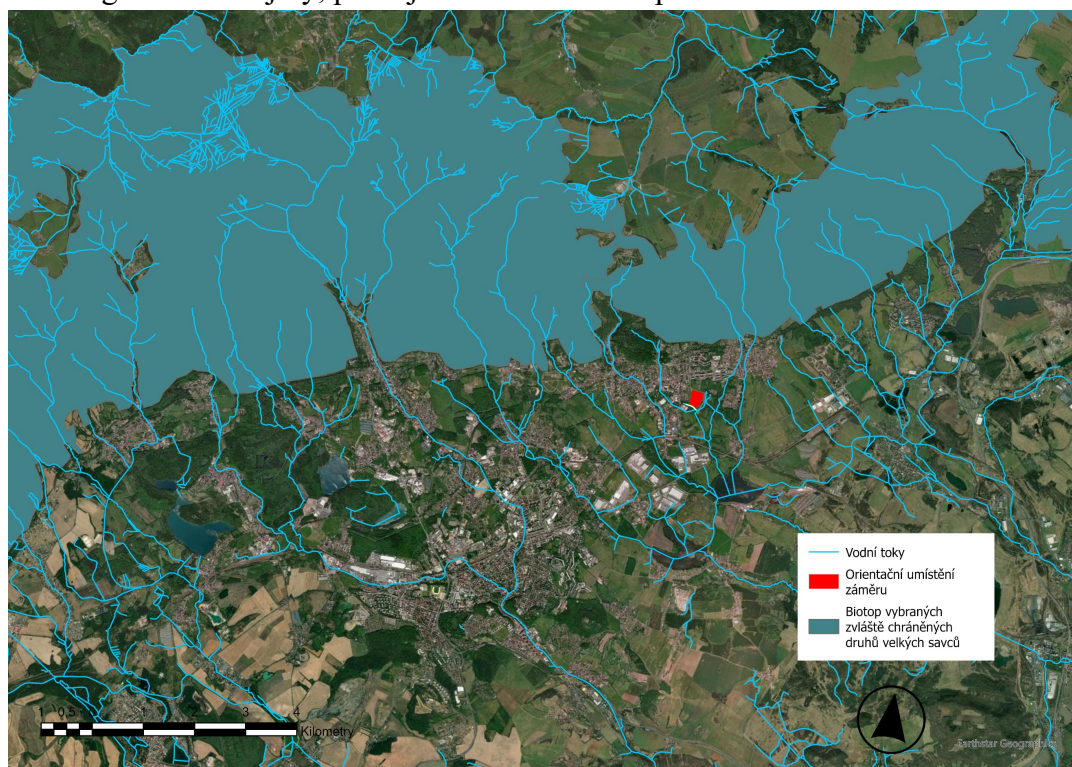 Vodní toky
Orientační umístění
záměru
Biotop vybraných
zvláště chráněných
druhů velkých savců
1 0,5 1 3 4
Kilometry
Earthstar Geographics